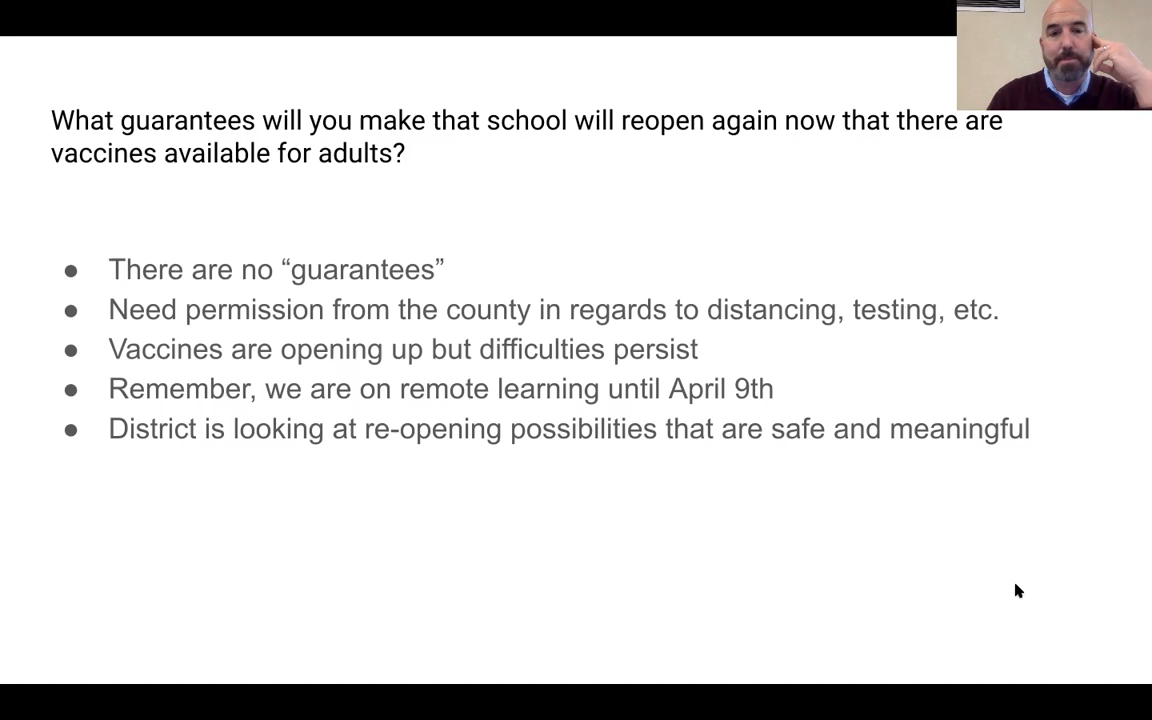 What guarantees will you make that school will reopen again now that there are
vaccines available for adults?
● There are no “guarantees”
● Need permission from the county in regards to distancing, testing, etc.
● Vaccines are opening up but difficulties persist
● Remember, we are on remote learning until April 9th
● District is looking at re-opening possibilities that are safe and meaningful